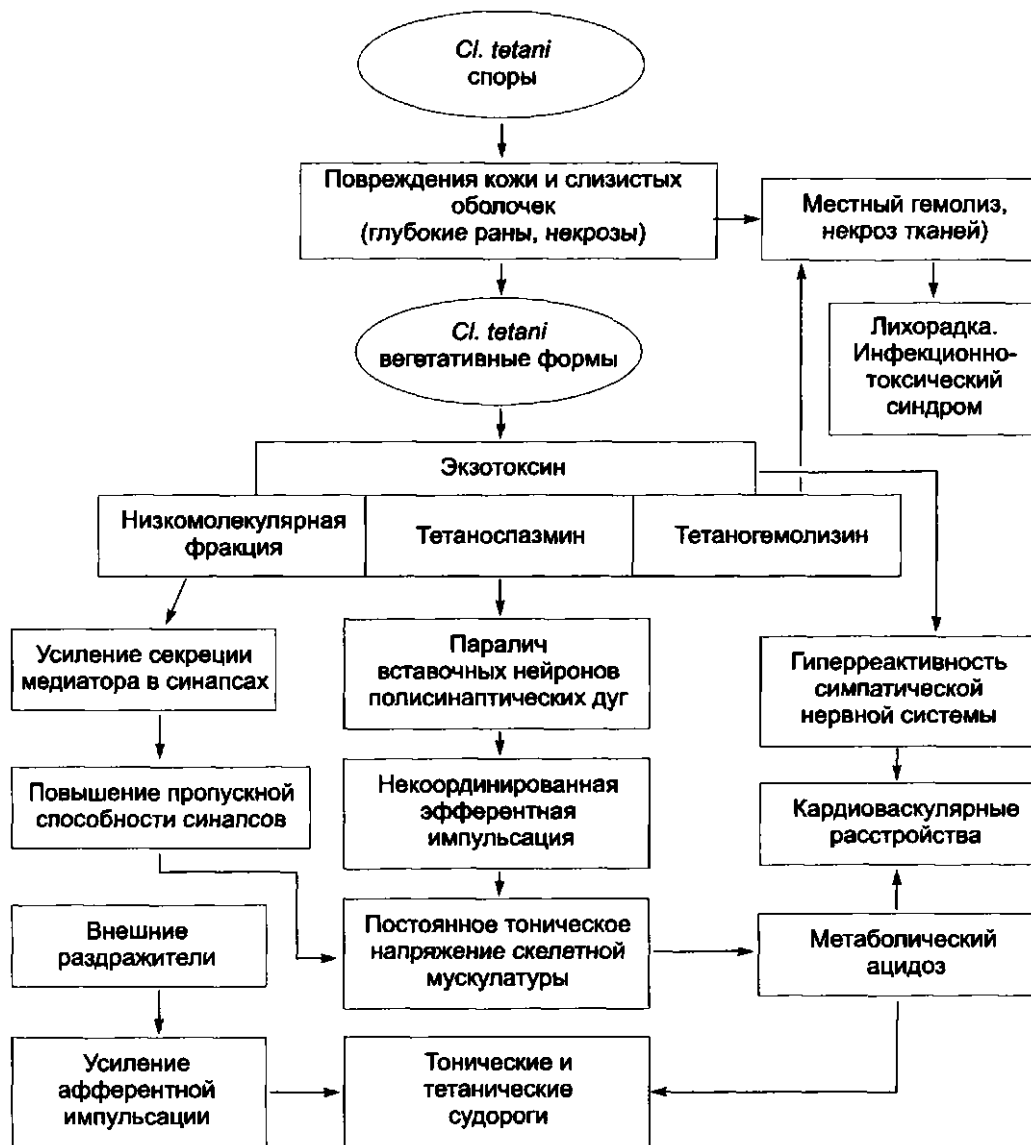 Cl. tetani
споры
Повреждения кожи и слизистых
оболочек
(глубокие раны, некрозы)
Местный гемолиз,
некроз тканей)
Cl. tetani
вегетативные формы
Лихорадка.
Инфекционно-
токсический
синдром
Экзотоксин
Низкомолекулярная
фракция
Тетаноспазмин
Тетаногемолизин
Усиление секреции
медиатора в синапсах
Паралич
вставочных нейронов
полисинаптических дуг
Гиперреактивность
симпатической
нервной системы
Повышение пропускной
способности синапсов
Некоординированная
эфферентная
импульсация
Кардиоваскулярные
расстройства
Внешние
раздражители
Постоянное тоническое
напряжение скелетной
мускулатуры
Метаболический
ацидоз
Усиление
афферентной
импульсации
Тонические и
тетанические
судороги